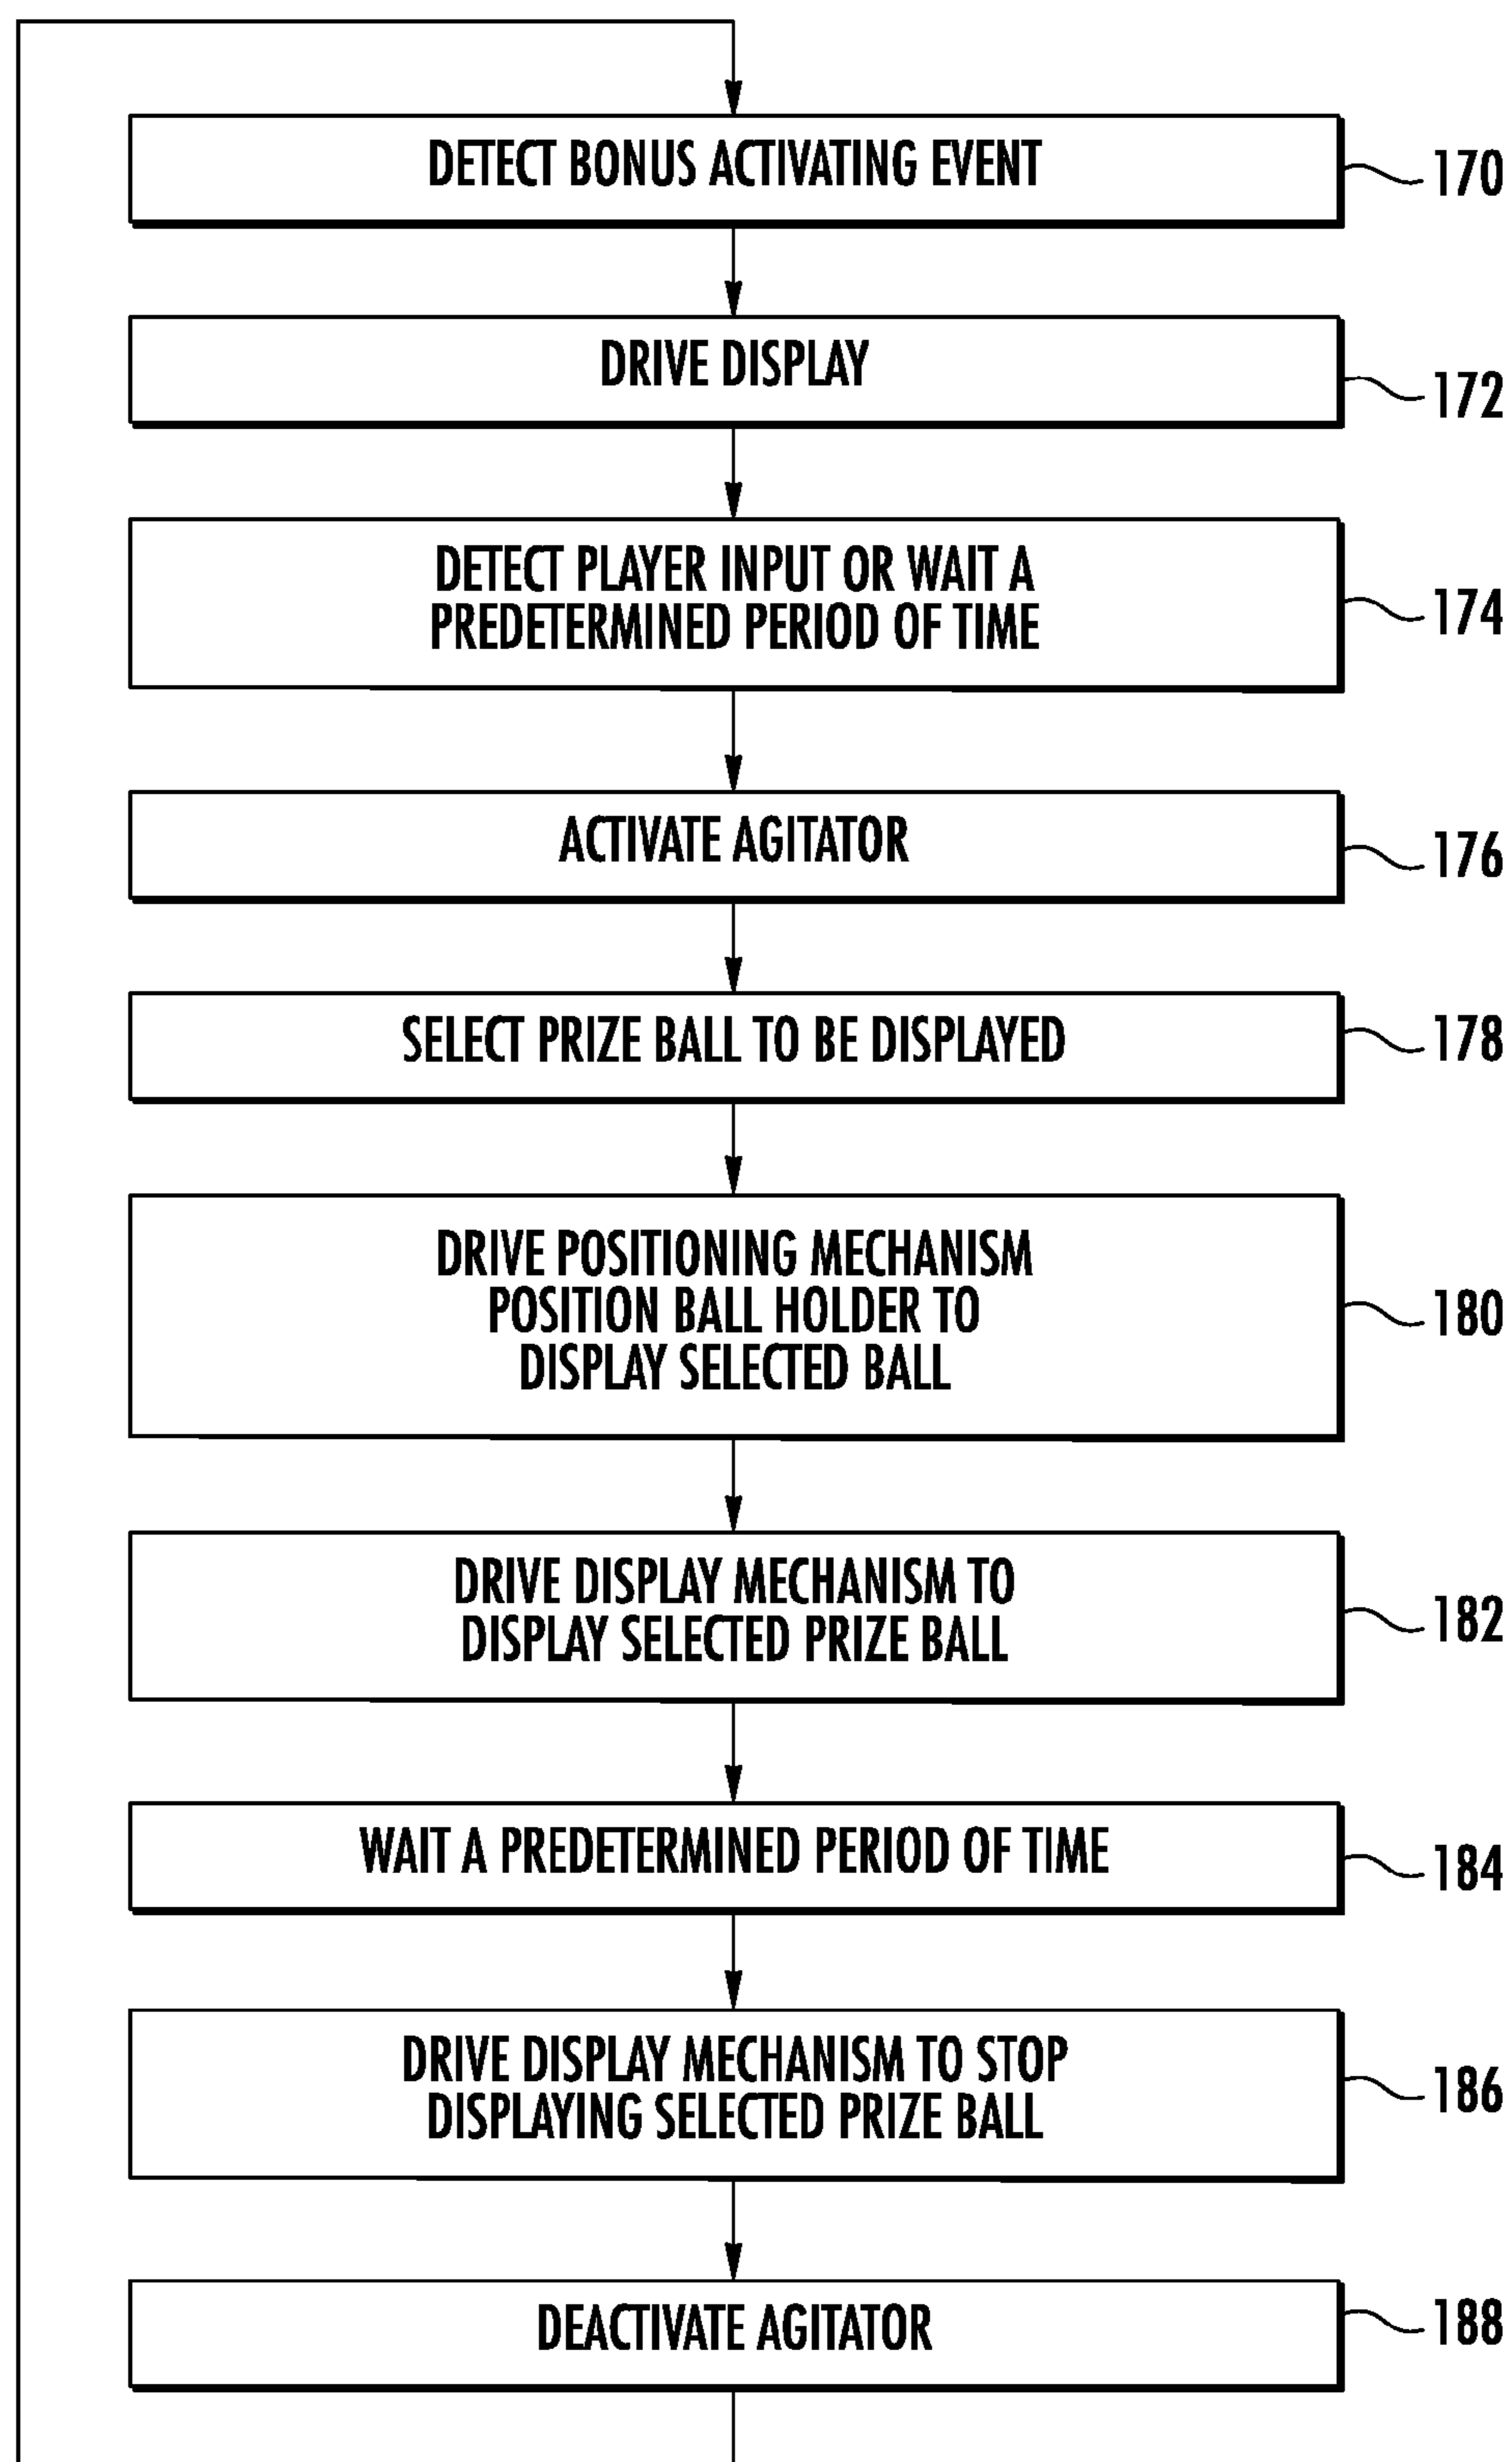 DETECT BONUS ACTIVATING EVENT
170
DRIVE DISPLAY
172
DETECT PLAYER INPUT OR WAIT A
PREDETERMINED PERIOD OF TIME
174
ACTIVATE AGITATOR
176
SELECT PRIZE BALL TO BE DISPLAYED
178
DRIVE POSITIONING MECHANISM
POSITION BALL HOLDER TO
DISPLAY SELECTED BALL
180
DRIVE DISPLAY MECHANISM TO
DISPLAY SELECTED PRIZE BALL
182
WAIT A PREDETERMINED PERIOD OF TIME
184
DRIVE DISPLAY MECHANISM TO STOP
DISPLAYING SELECTED PRIZE BALL
186
DEACTIVATE AGITATOR
188